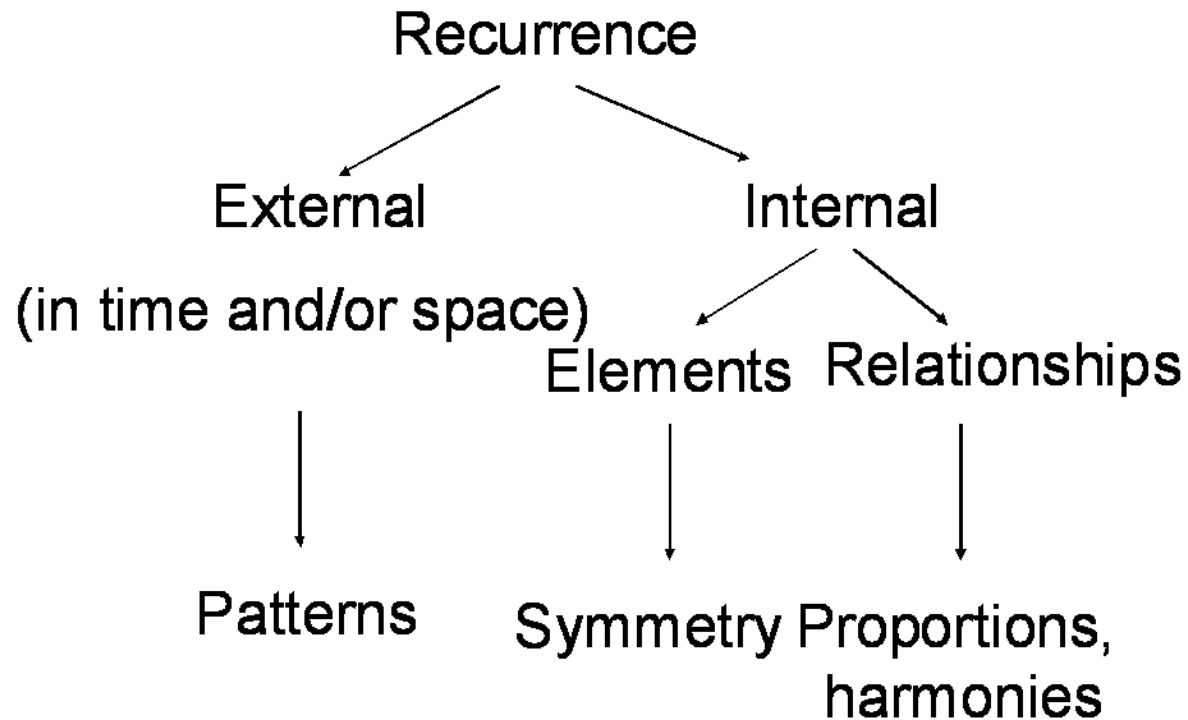 Recurrence
External
Internal
(in time and/or space)
Elements
Relationships
Patterns
Symmetry
Proportions,
harmonies